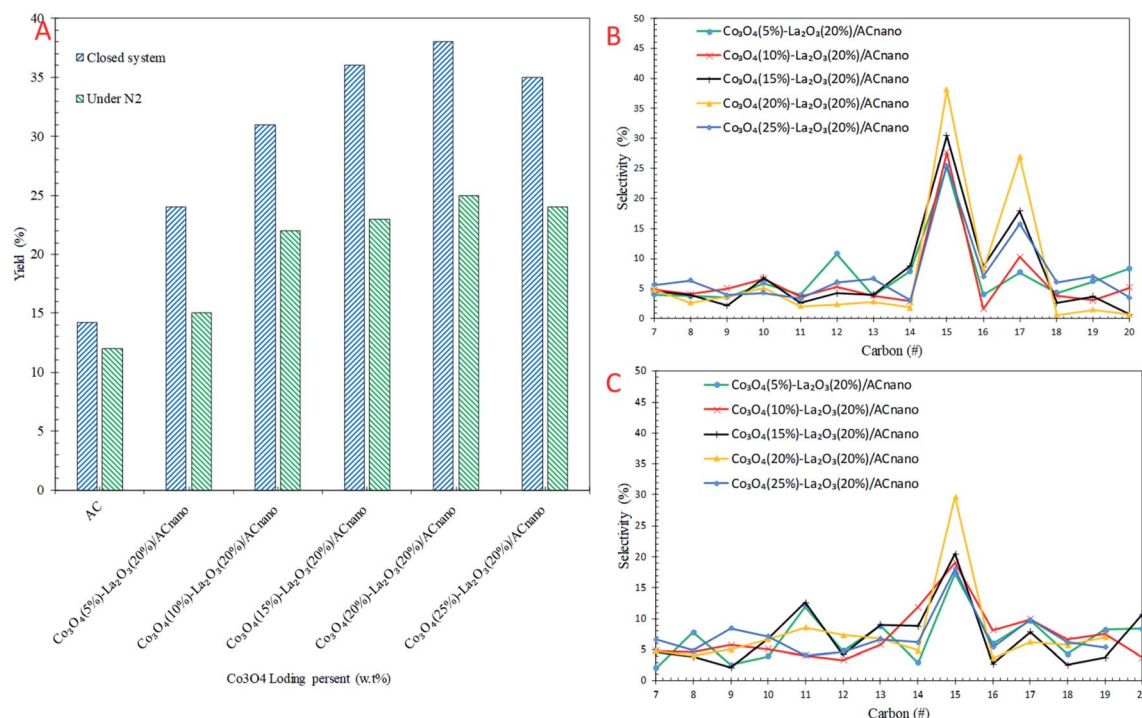 A
40
35
30
25
20
15
10
5
0
Yield (%)
Closed system
Under N2
AC
Co₃O₄(5%)-La₂O₃(20%)/ACnano
Co₃O₄(10%)-La₂O₃(20%)/ACnano
Co₃O₄(15%)-La₂O₃(20%)/ACnano
Co₃O₄(20%)-La₂O₃(20%)/ACnano
Co₃O₄(25%)-La₂O₃(20%)/ACnano
Co3O4 Loding persent (w.t%)
B
50
45
40
35
30
25
20
15
10
5
0
Selectivity (%)
Co₃O₄(5%)-La₂O₃(20%)/ACnano
Co₃O₄(10%)-La₂O₃(20%)/ACnano
Co₃O₄(15%)-La₂O₃(20%)/ACnano
Co₃O₄(20%)-La₂O₃(20%)/ACnano
Co₃O₄(25%)-La₂O₃(20%)/ACnano
7 8 9 10 11 12 13 14 15 16 17 18 19 20
Carbon (#)
C
50
45
40
35
30
25
20
15
10
5
0
Selectivity (%)
Co₃O₄(5%)-La₂O₃(20%)/ACnano
Co₃O₄(10%)-La₂O₃(20%)/ACnano
Co₃O₄(15%)-La₂O₃(20%)/ACnano
Co₃O₄(20%)-La₂O₃(20%)/ACnano
Co₃O₄(25%)-La₂O₃(20%)/ACnano
7 8 9 10 11 12 13 14 15 16 17 18 19
Carbon (#)